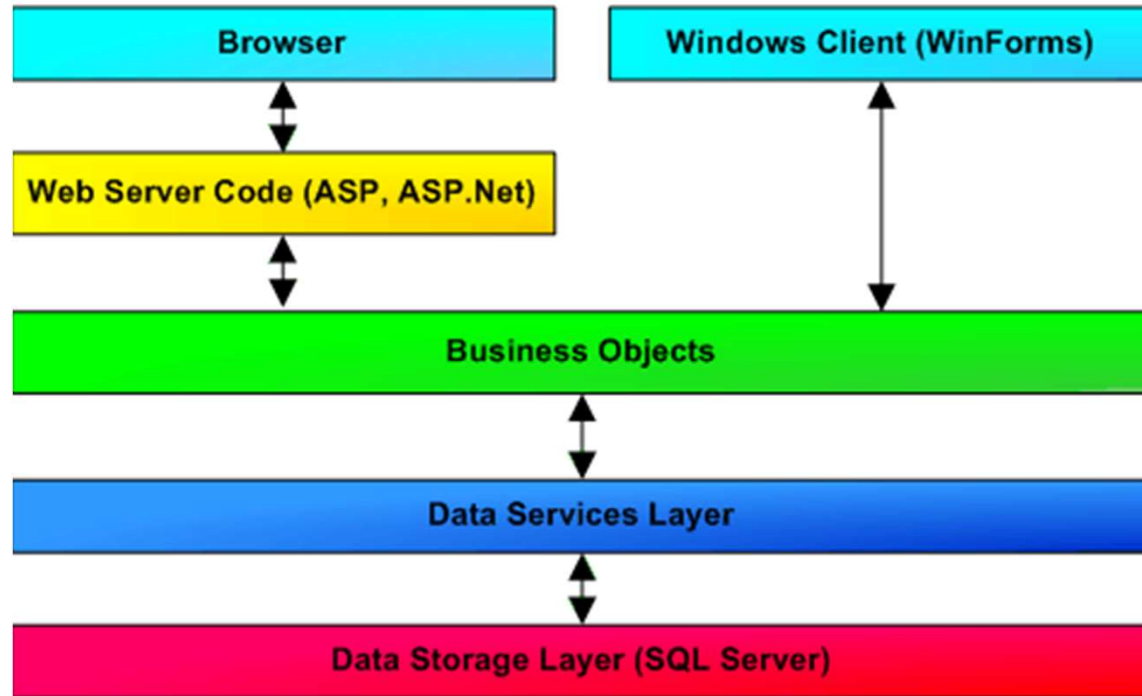 Browser
Windows Client (WinForms)
Web Server Code (ASP, ASP.Net)
Business Objects
Data Services Layer
Data Storage Layer (SQL Server)